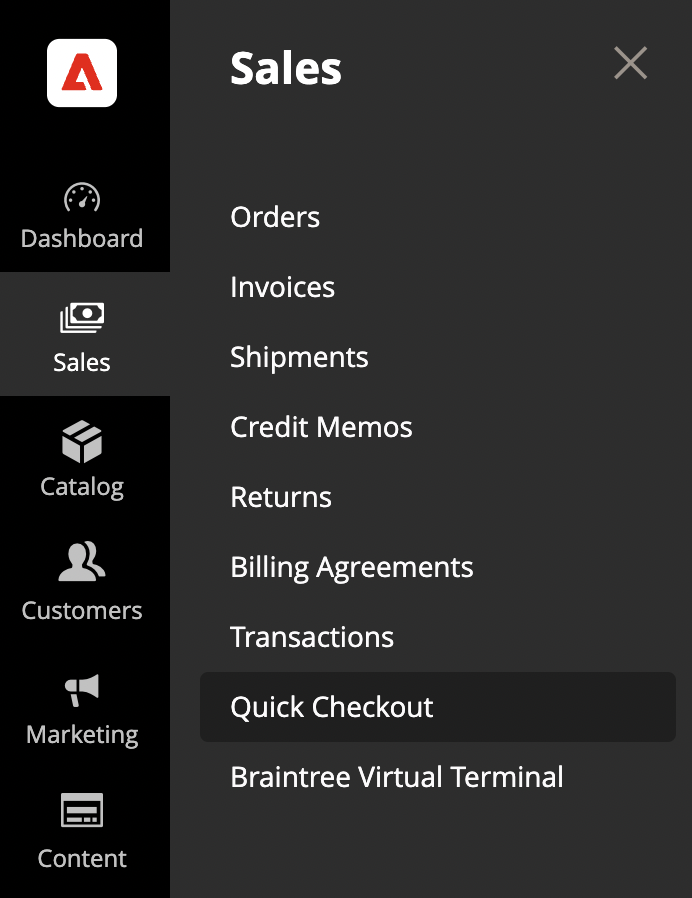 Dashboard
Sales
Catalog
Customers
Marketing
Content
Sales
Orders
Invoices
Shipments
Credit Memos
Returns
Billing Agreements
Transactions
Quick Checkout
Braintree Virtual Terminal